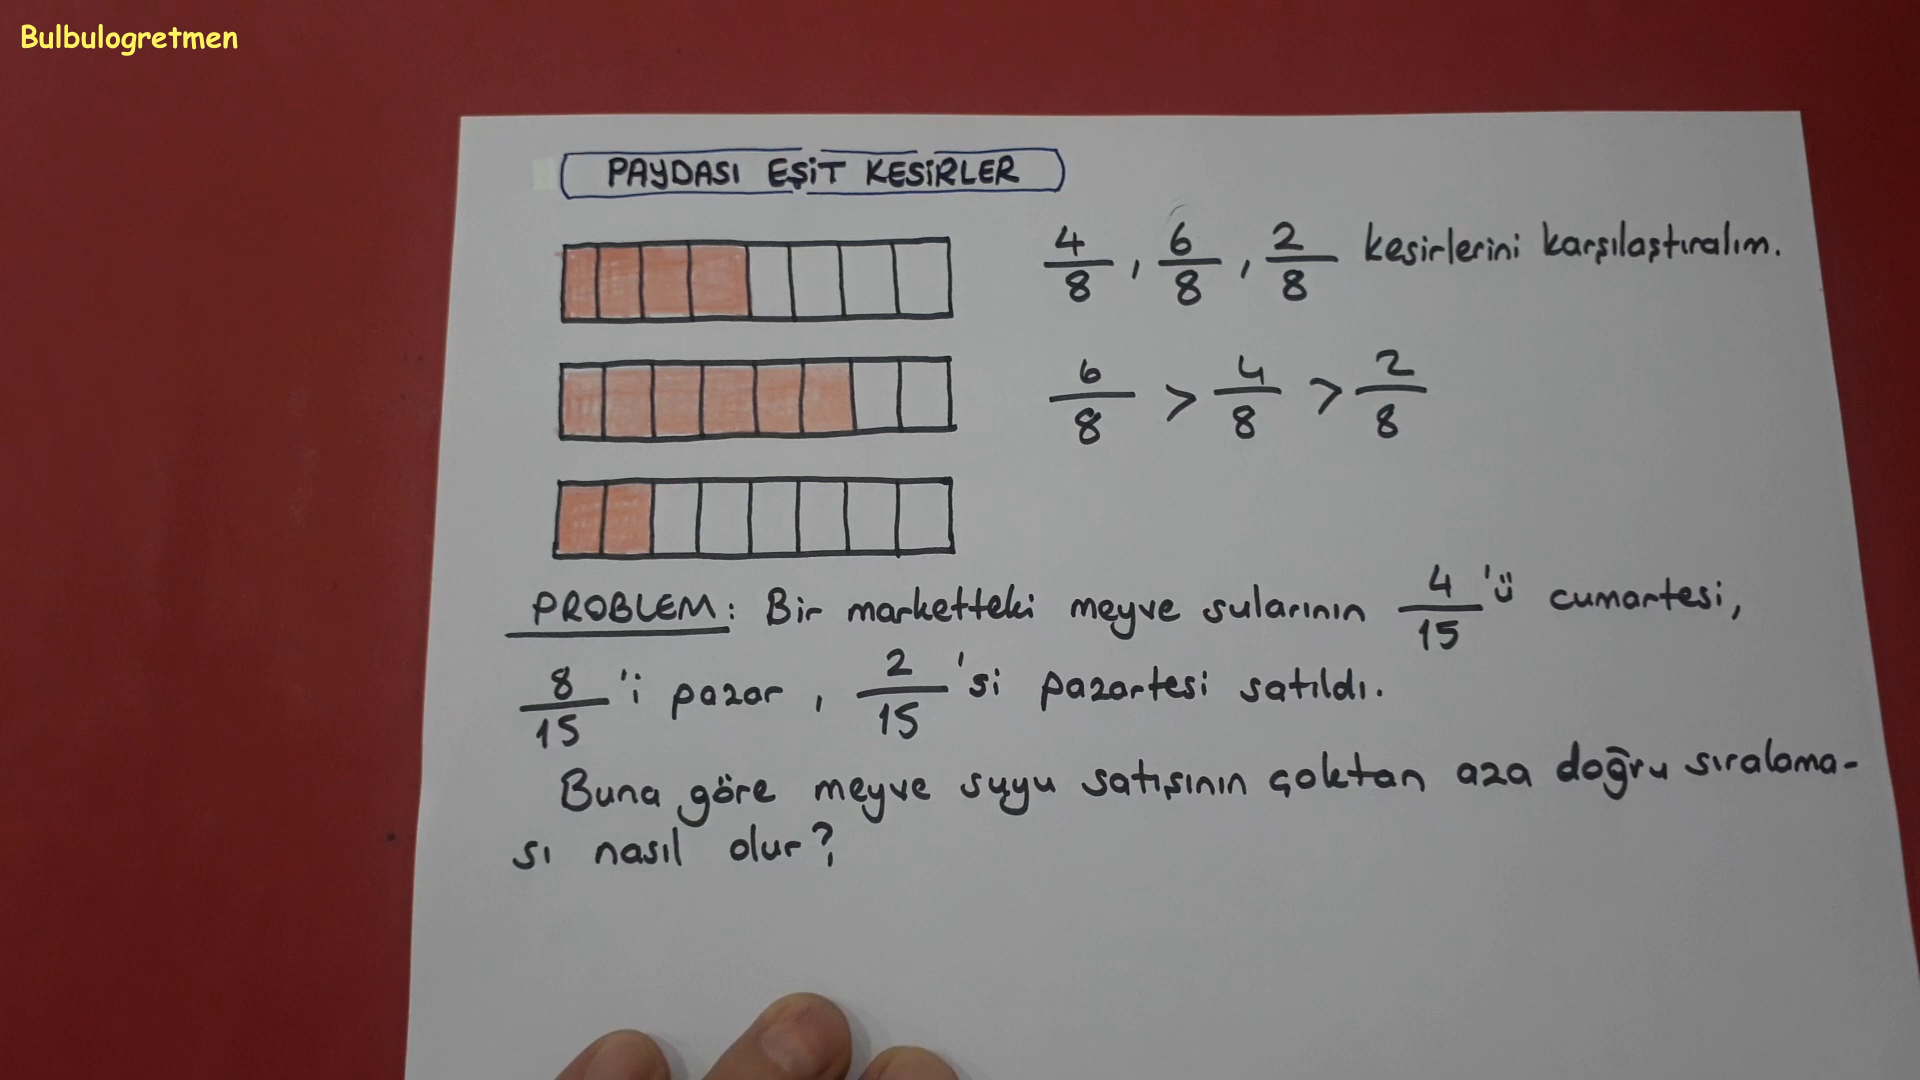 Bulbulogretmen
PAYDASI EŞİT KESİRLER
4/8, 6/8, 2/8 kesirlerini karşılaştıralım.
6/8 > 4/8 > 2/8
PROBLEM: Bir marketteki meyve sularının 4/15'ü cumartesi,
8/15'i pazar, 2/15'si pazartesi satıldı.
Buna göre meyve suyu satışının çoktan aza doğru sıralama-
sı nasıl olur?